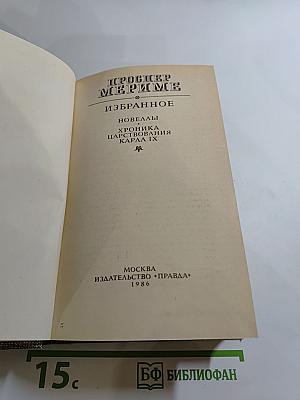 ПРОСПЕР
МЕРИМЕ
ИЗБРАННОЕ
НОВЕЛЛЫ
ХРОНИКА
ЦАРСТВОВАНИЯ
КАРЛА IX
МОСКВА
ИЗДАТЕЛЬСТВО «ПРАВДА»
1986
15с
БФ БИБЛИОФАН